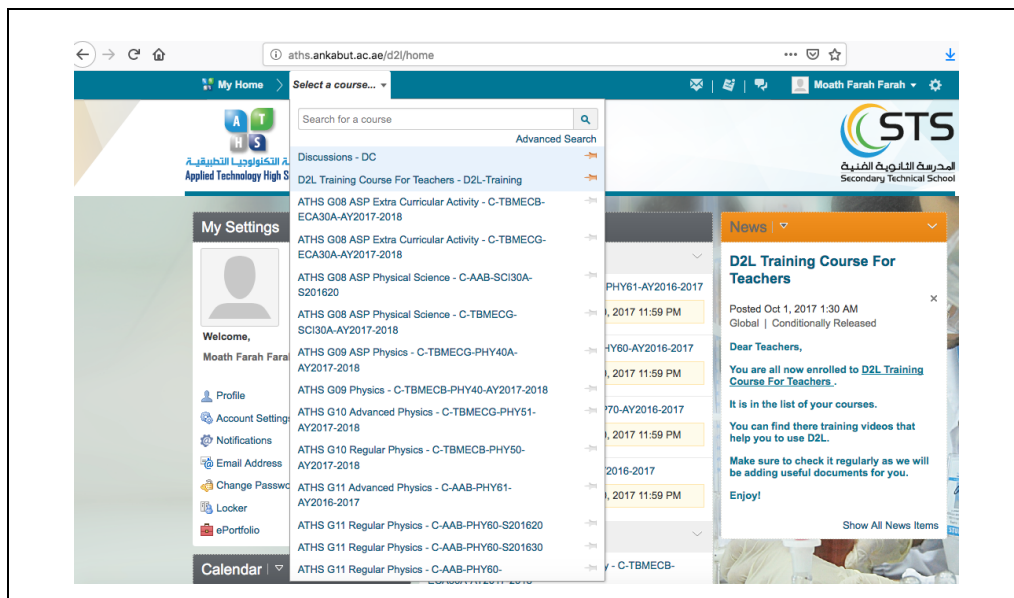 aths.ankabut.ac.ae/d2l/home
My Home
Select a course...
Moath Farah Farah
Search for a course
Advanced Search
A T
H S
ة التكنولوجيـا التطبيقيـ
Applied Technology High S
STS
المدرسة الثانوية الفنية
Secondary Technical School
Discussions - DC
D2L Training Course For Teachers - D2L-Training
ATHS G08 ASP Extra Curricular Activity - C-TBMECB-
ECA30A-AY2017-2018
ATHS G08 ASP Extra Curricular Activity - C-TBMECG-
ECA30A-AY2017-2018
ATHS G08 ASP Physical Science - C-AAB-SCI30A-
S201620
ATHS G08 ASP Physical Science - C-TBMECG-
SCI30A-AY2017-2018
ATHS G09 ASP Physics - C-TBMECG-PHY40A-
AY2017-2018
ATHS G09 Physics - C-TBMECB-PHY40-AY2017-2018
ATHS G10 Advanced Physics - C-TBMECG-PHY51-
AY2017-2018
ATHS G10 Regular Physics - C-TBMECB-PHY50-
AY2017-2018
ATHS G11 Advanced Physics - C-AAB-PHY61-
AY2016-2017
ATHS G11 Regular Physics - C-AAB-PHY60-S201620
ATHS G11 Regular Physics - C-AAB-PHY60-S201630
ATHS G11 Regular Physics - C-AAB-PHY60-
My Settings
Welcome,
Moath Farah Fara
Profile
Account Setting
Notifications
Email Address
Change Passwo
Locker
ePortfolio
Calendar
PHY61-AY2016-2017
, 2017 11:59 PM
HY60-AY2016-2017
, 2017 11:59 PM
70-AY2016-2017
, 2017 11:59 PM
2016-2017
, 2017 11:59 PM
y - C-TBMECB-
News
D2L Training Course For
Teachers
Posted Oct 1, 2017 1:30 AM
Global | Conditionally Released
Dear Teachers,
You are all now enrolled to D2L Training
Course For Teachers .
It is in the list of your courses.
You can find there training videos that
help you to use D2L.
Make sure to check it regularly as we will
be adding useful documents for you.
Enjoy!
Show All News Items